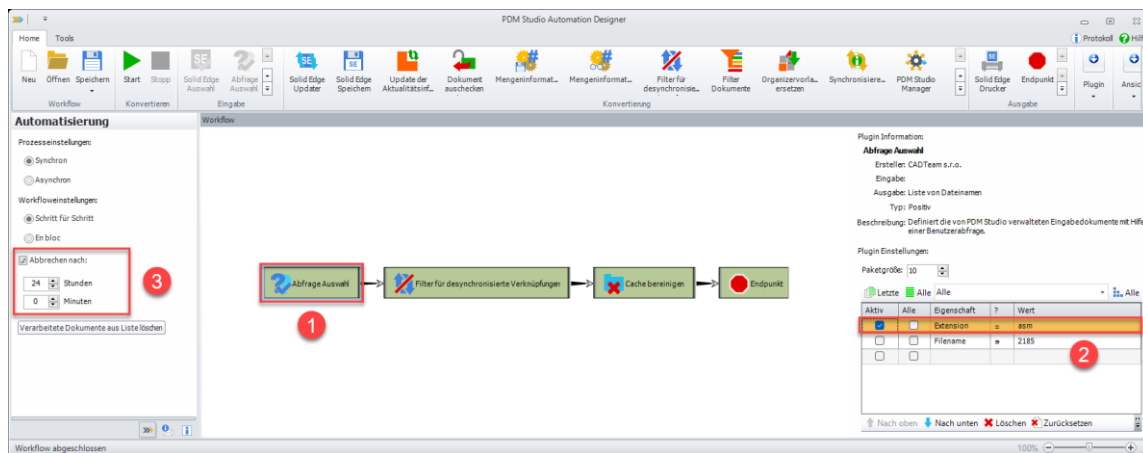 PDM Studio Automation Designer
Home Tools
Protokoll Hilf
Neu Öffnen Speichern Start Stopp Solid Edge Auswahl Abfrage Auswahl Solid Edge Updater Solid Edge Speichern Update der Aktualitätsinf... Dokument auschecken Mengeninformat... Mengeninformat... Filter für desynchronisie... Filter Dokumente Organizervorla... ersetzen Synchronisiere... PDM Studio Manager Solid Edge Drucker Endpunkt Plugin Ansic
Workflow Konvertieren Eingabe Konvertierung Ausgabe
Automatisierung
Prozesseinstellungen:
Synchron
Asynchron
Workfloweinstellungen:
Schritt für Schritt
En bloc
Abbrechen nach:
24 Stunden
0 Minuten
3
Verarbeitete Dokumente aus Liste löschen
Workflow
Abfrage Auswahl Filter für desynchronisierte Verknüpfungen Cache bereinigen Endpunkt
1
Plugin Information:
Abfrage Auswahl
Ersteller: CADTeam s.r.o.
Eingabe:
Ausgabe: Liste von Dateinamen
Typ: Positiv
Beschreibung: Definiert die von PDM Studio verwalteten Eingabedokumente mit Hilfe
einer Benutzerabfrage.
Plugin Einstellungen:
Paketgröße: 10
Letzte Alle Alle Alle
Aktiv Alle Eigenschaft ? Wert
Extension = asm
Filename 2185
2
Nach oben Nach unten Löschen Zurücksetzen
Workflow abgeschlossen
100%